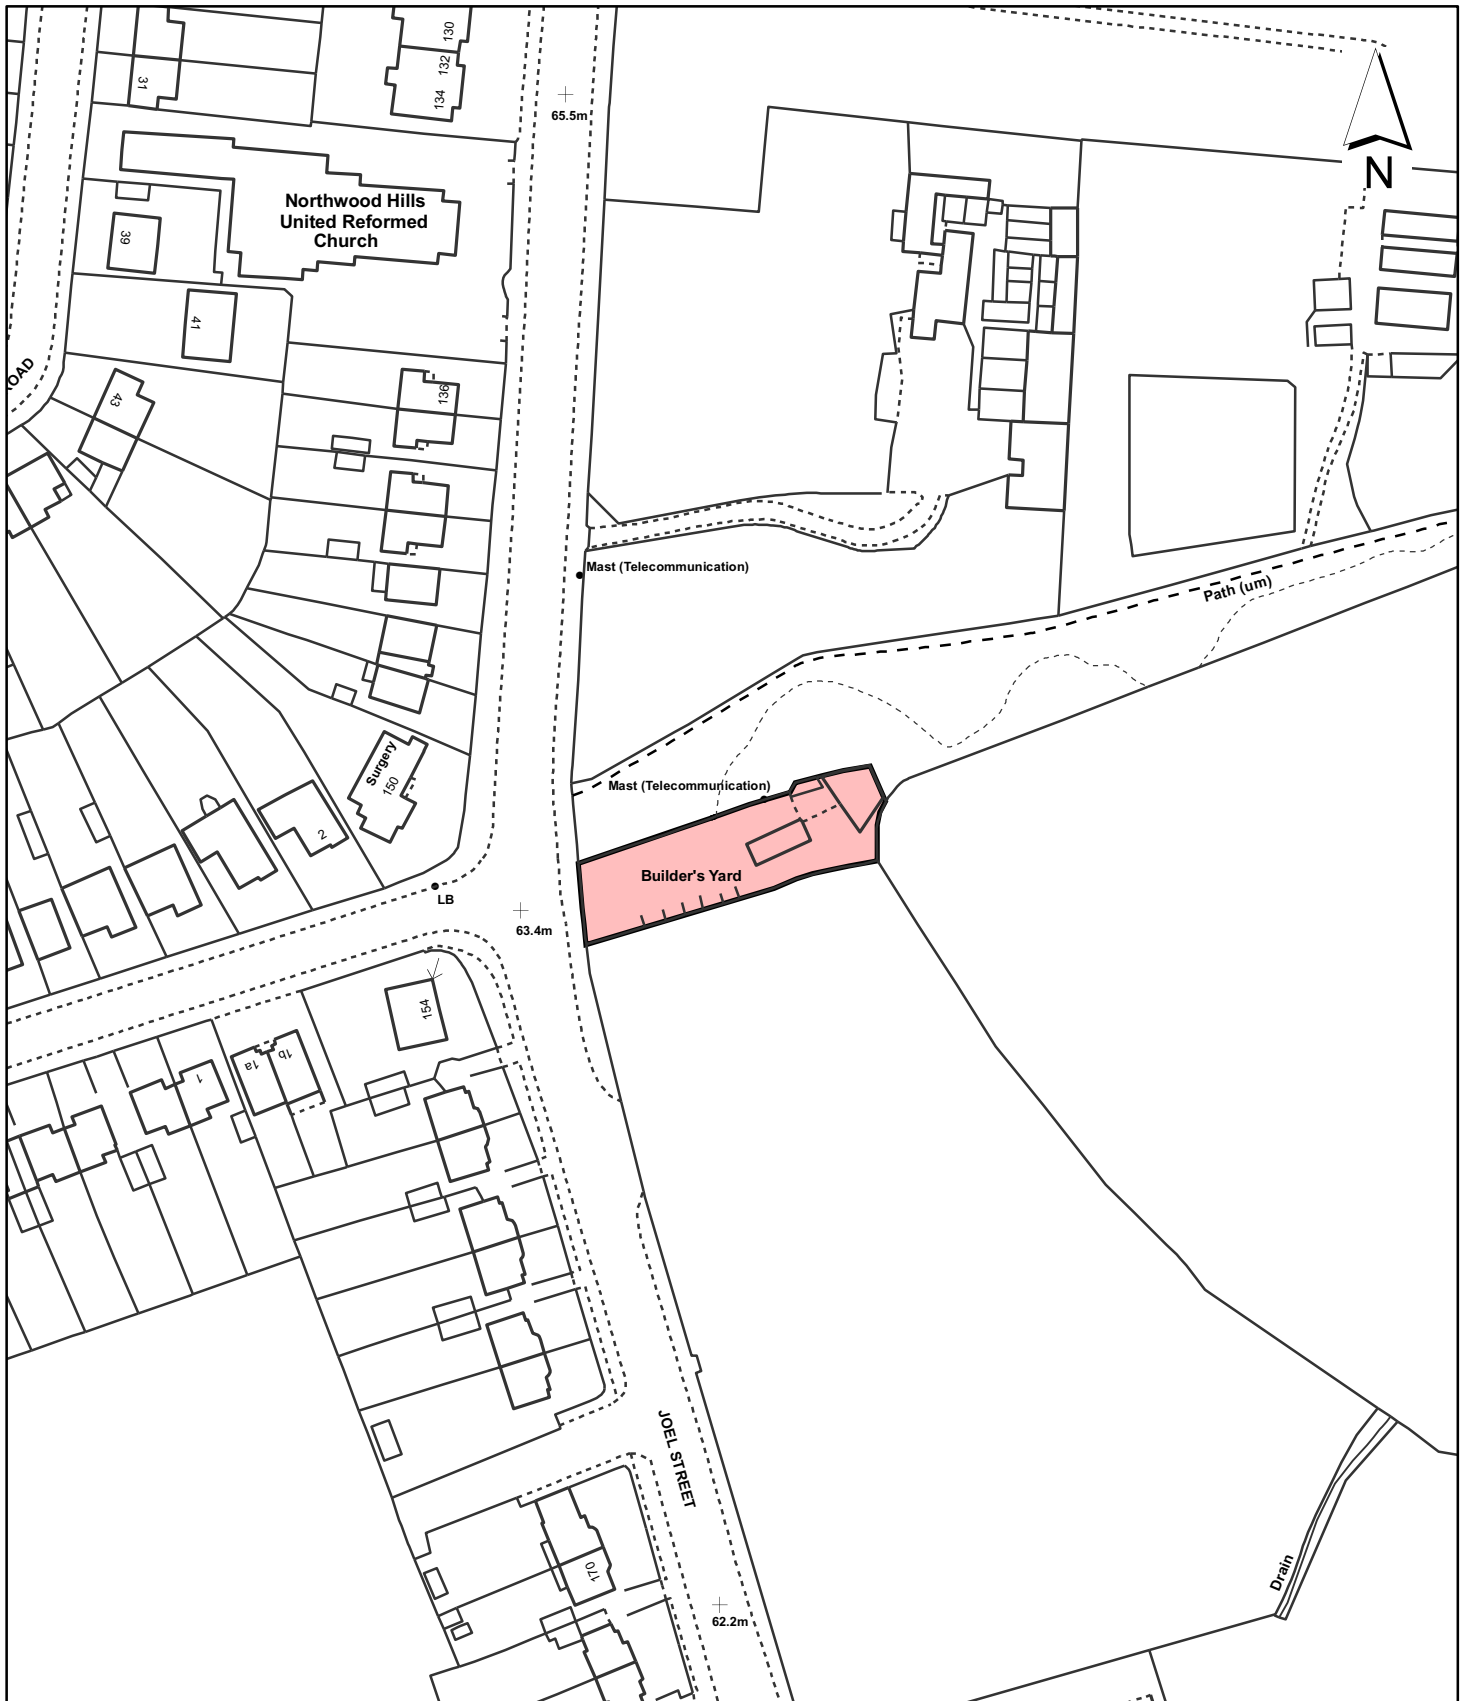 130
132
134
31
65.5m
N
Northwood Hills
United Reformed
Church
39
41
OAD
43
136
Mast (Telecommunication)
Path (um)
Surgery
150
Mast (Telecommunication)
2
Builder's Yard
LB
63.4m
154
1b
1a
1
JOEL STREET
170
Drain
62.2m